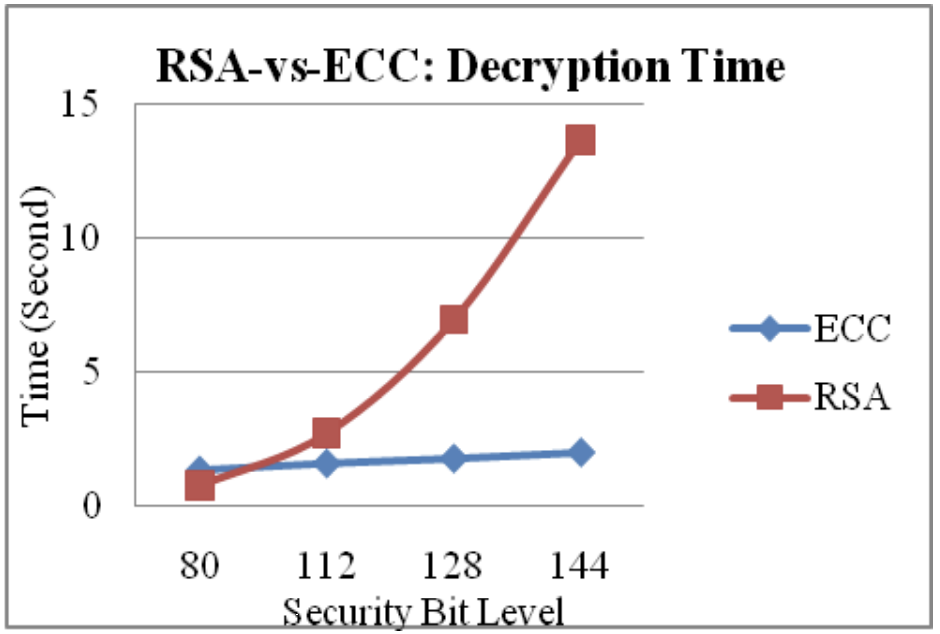 RSA-vs-ECC: Decryption Time
15
10
5
0
Time (Second)
80 112 128 144
Security Bit Level
ECC
RSA